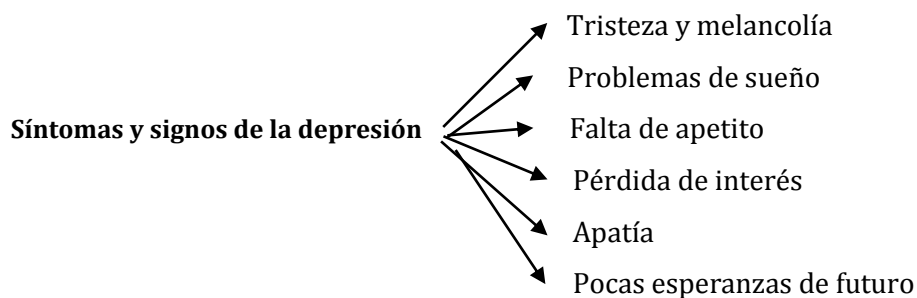 Tristeza y melancolía
Problemas de sueño
Síntomas y signos de la depresión
Falta de apetito
Pérdida de interés
Apatía
Pocas esperanzas de futuro